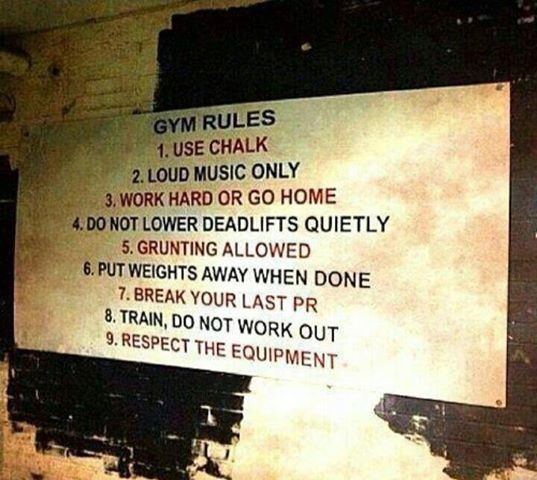 GYM RULES
1. USE CHALK
2. LOUD MUSIC ONLY
3. WORK HARD OR GO HOME
4. DO NOT LOWER DEADLIFTS QUIETLY
5. GRUNTING ALLOWED
6. PUT WEIGHTS AWAY WHEN DONE
7. BREAK YOUR LAST PR
8. TRAIN, DO NOT WORK OUT
9. RESPECT THE EQUIPMENT